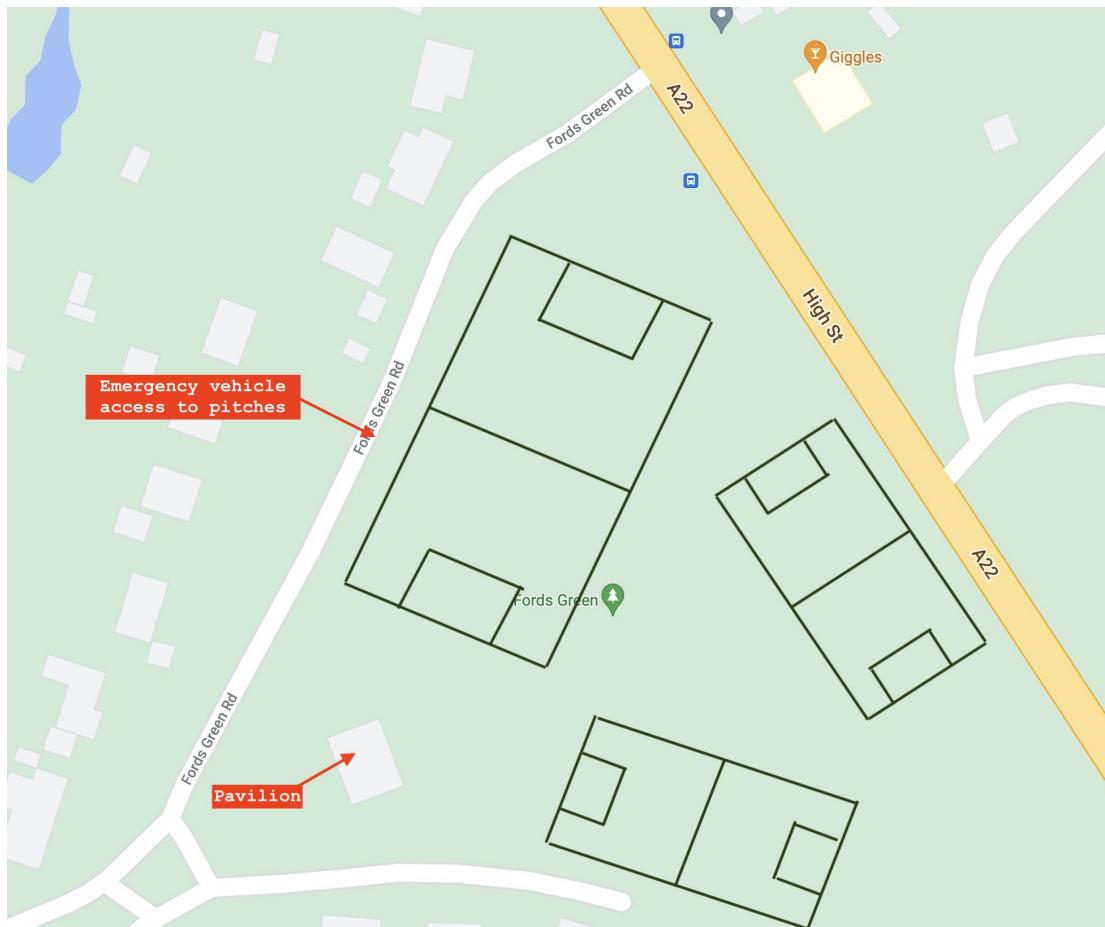 Giggles
A22
Fords Green Rd
High St
Emergency vehicle
access to pitches
Fords Green Rd
A22
Fords Green
Fords Green Rd
Pavilion